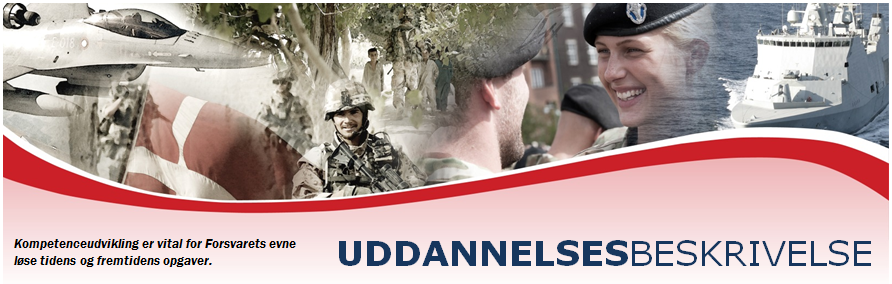 Kompetenceudvikling er vital for Forsvarets evne
løse tidens og fremtidens opgaver.
UDDANNELSESBESKRIVELSE